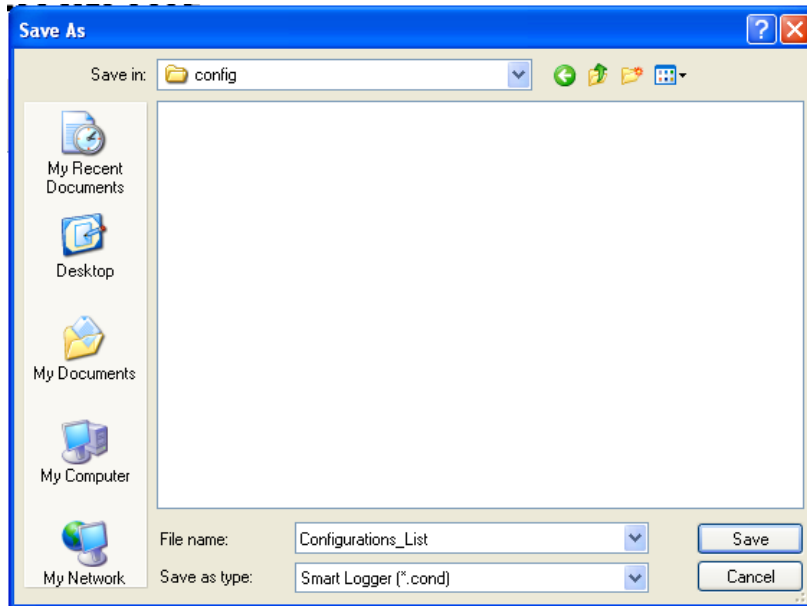 Save As
Save in:
config
My Recent
Documents
Desktop
My Documents
My Computer
My Network
File name:
Configurations_List
Save
Save as type:
Smart Logger (*.cond)
Cancel